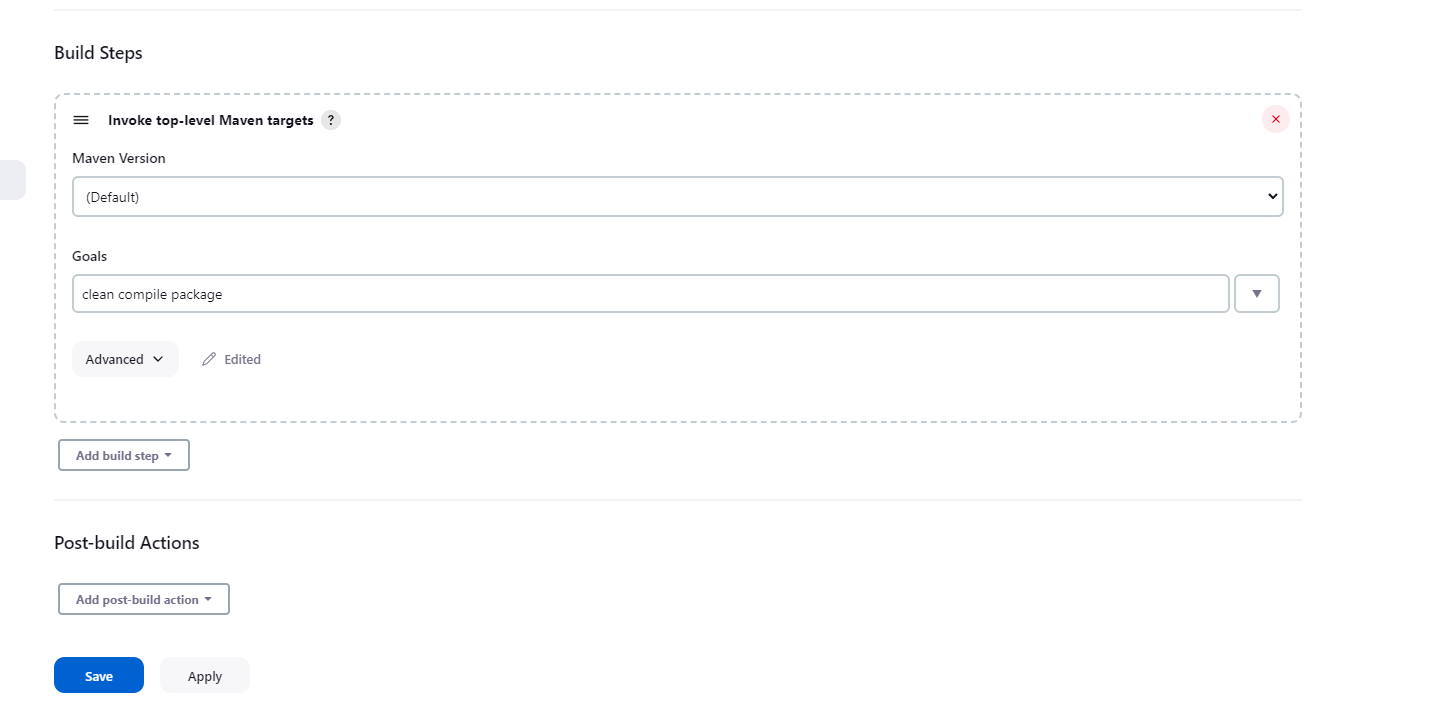 Build Steps
Invoke top-level Maven targets ?
Maven Version
(Default)
Goals
clean compile package
Advanced Edited
Add build step
Post-build Actions
Add post-build action
Save Apply